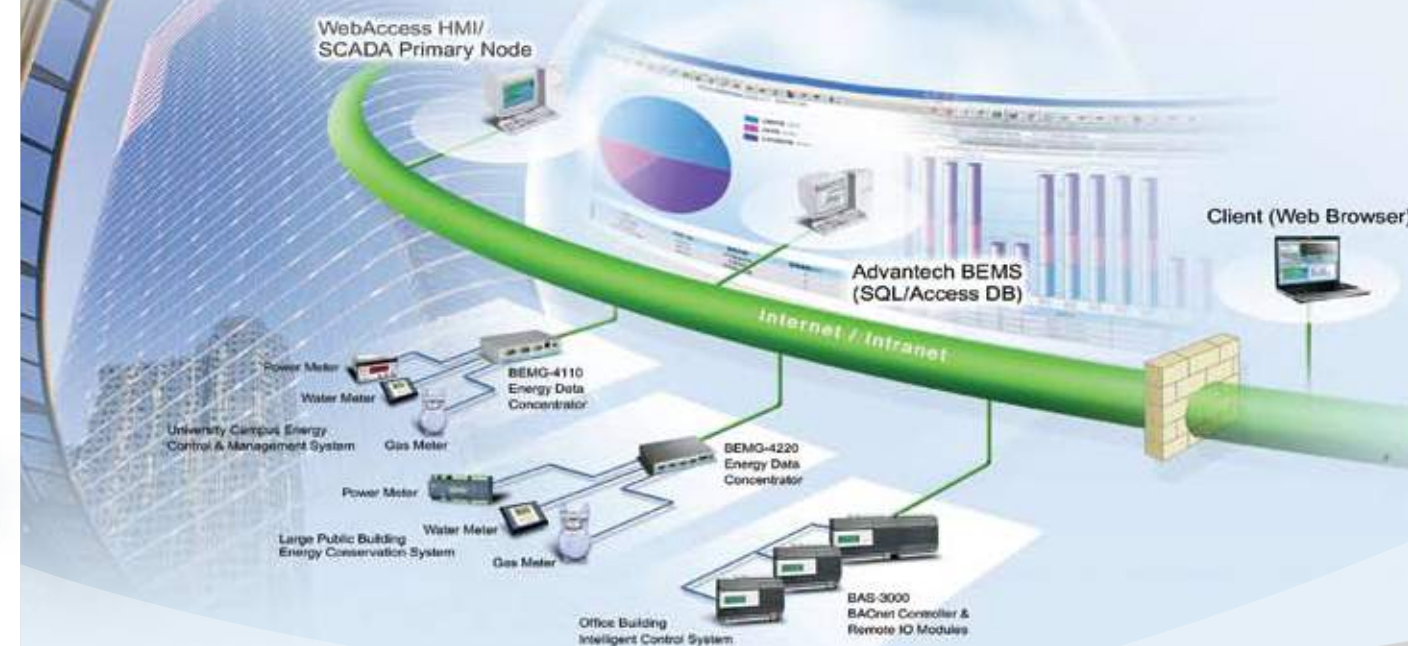 WebAccess HMI/
SCADA Primary Node
Client (Web Browser)
Advantech BEMS
(SQL/Access DB)
Internet / Intranet
Power Meter
Water Meter
Gas Meter
BEMG-4110
Energy Data
Concentrator
University Campus Energy
Control & Management System
Power Meter
Water Meter
Gas Meter
BEMG-4220
Energy Data
Concentrator
Large Public Building
Energy Conservation System
BAS-3000
BACnet Controller &
Remote IO Modules
Office Building
Intelligent Control System